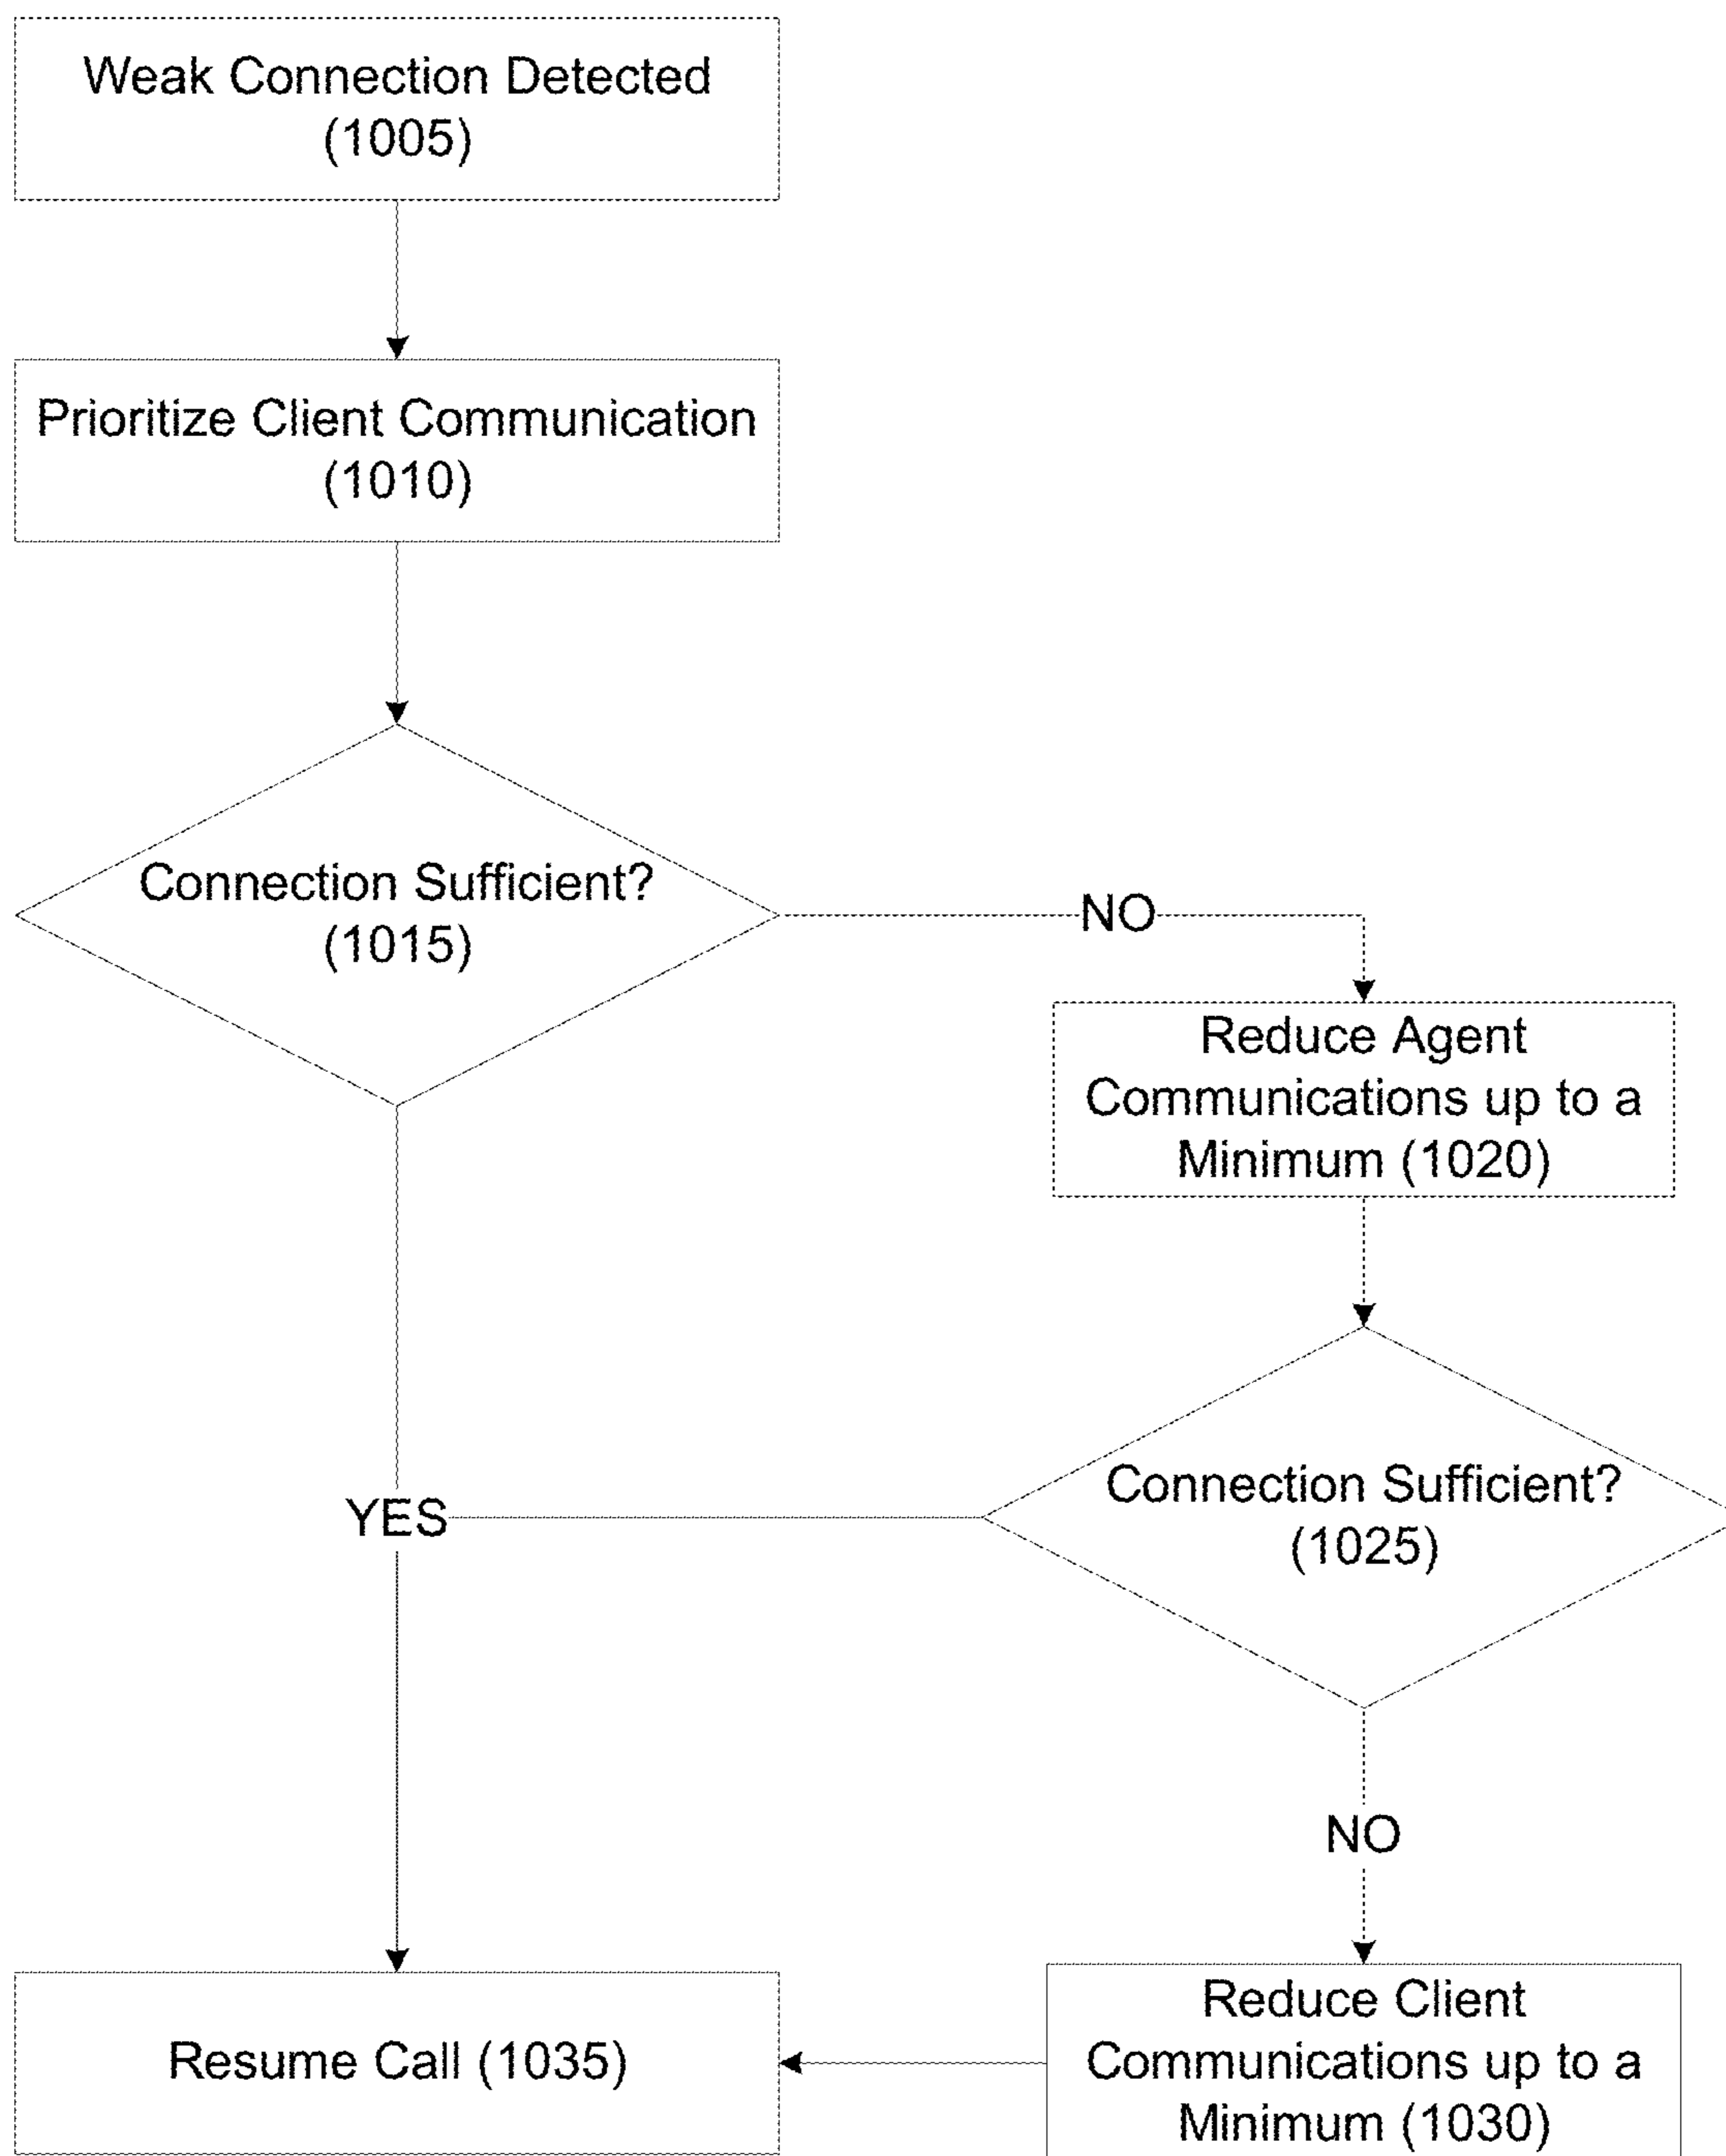 Weak Connection Detected
(1005)
Prioritize Client Communication
(1010)
Connection Sufficient?
(1015)
NO
Reduce Agent
Communications up to a
Minimum (1020)
Connection Sufficient?
(1025)
YES
NO
Reduce Client
Communications up to a
Minimum (1030)
Resume Call (1035)